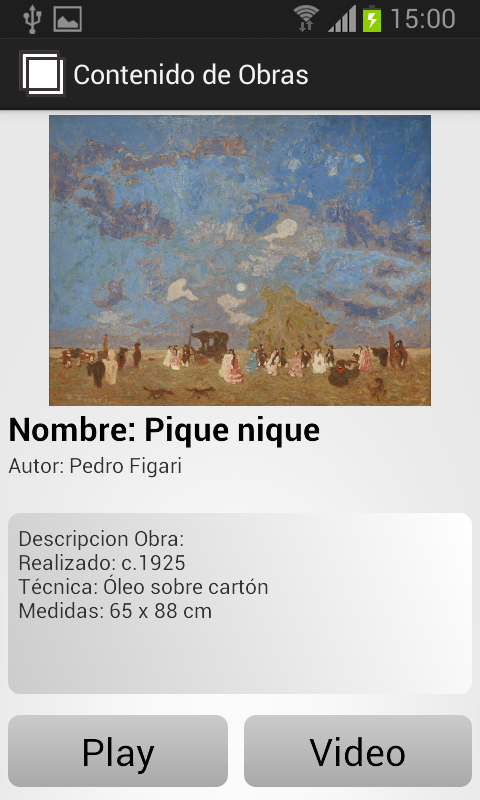 15:00
Contenido de Obras
Nombre: Pique nique
Autor: Pedro Figari
Descripcion Obra:
Realizado: c.1925
Técnica: Óleo sobre cartón
Medidas: 65 x 88 cm
Play
Video